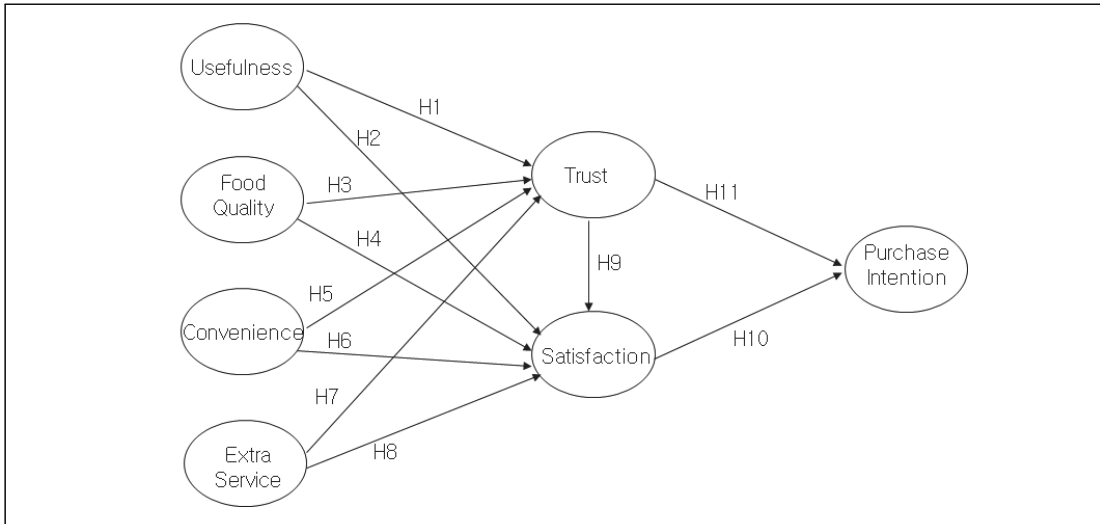 Usefulness
H1
H2
Trust
Food
Quality
H3
H11
H4
Purchase
Intention
H9
H5
Convenience
H6
H10
Satisfaction
H7
H8
Extra
Service